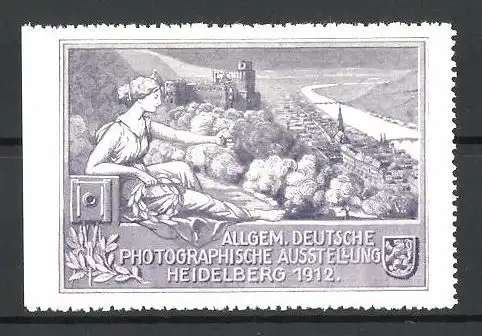 ALLGEM. DEUTSCHE
PHOTOGRAPHISCHE AUSSTELLUNG
HEIDELBERG 1912.